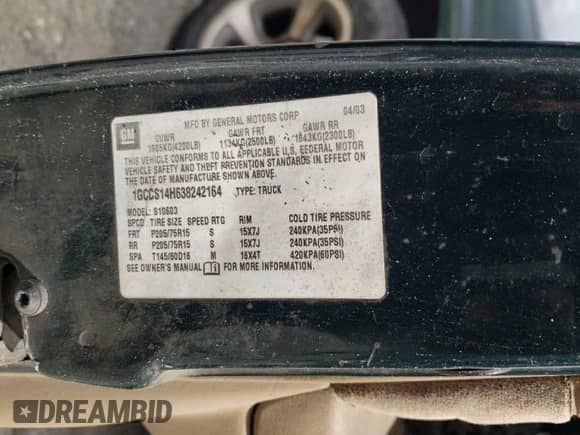 GM
MFD BY GENERAL MOTORS CORP 04/03
GVWR GAWR FRT GAWR RR
1905KG(4200LB) 1134KG(2500LB) 1043KG(2300LB)
THIS VEHICLE CONFORMS TO ALL APPLICABLE U.S. FEDERAL MOTOR
VEHICLE SAFETY AND THEFT PREVENTION STANDARDS IN EFFECT ON
THE DATE OF MANUFACTURE SHOWN ABOVE.
1GCCS14H638242164 TYPE: TRUCK
MODEL: S10603
SPCD TIRE SIZE SPEED RTG RIM COLD TIRE PRESSURE
FRT P205/75R15 S 15X7J 240KPA(35PSI)
RR P205/75R15 S 15X7J 240KPA(35PSI)
SPA T145/80D16 M 16X4T 420KPA(60PSI)
SEE OWNER'S MANUAL FOR MORE INFORMATION.
DREAMBID